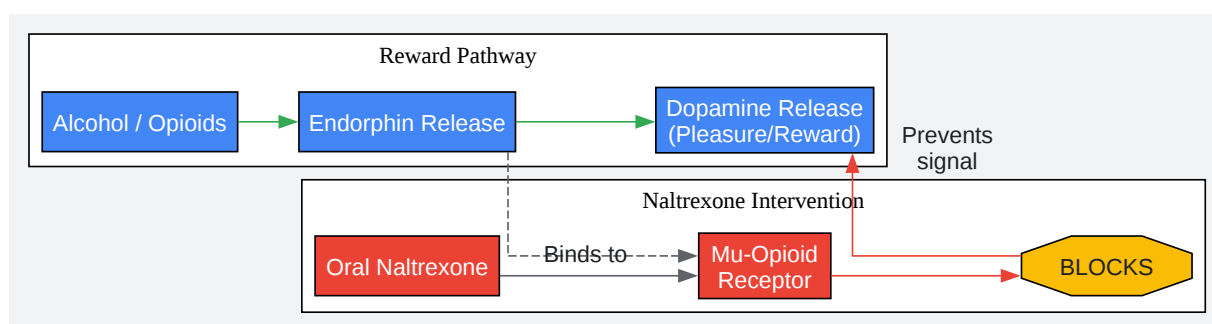 Reward Pathway
Alcohol / Opioids
Endorphin Release
Dopamine Release
(Pleasure/Reward)
Prevents
signal
Naltrexone Intervention
Oral Naltrexone
Binds to
Mu-Opioid
Receptor
BLOCKS